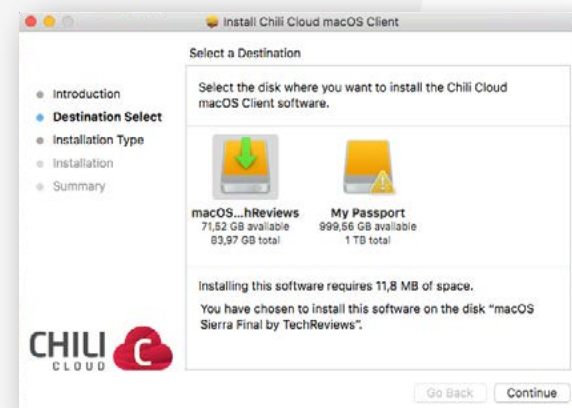 Install Chili Cloud macOS Client
Select a Destination
Introduction
Destination Select
Installation Type
Installation
Summary
Select the disk where you want to install the Chili Cloud
macOS Client software.
macOS...hReviews
71,52 GB available
83,97 GB total
My Passport
999,56 GB available
1 TB total
Installing this software requires 11,8 MB of space.
You have chosen to install this software on the disk “macOS
Sierra Final by TechReviews”.
CHILI
CLOUD
C
Go Back
Continue